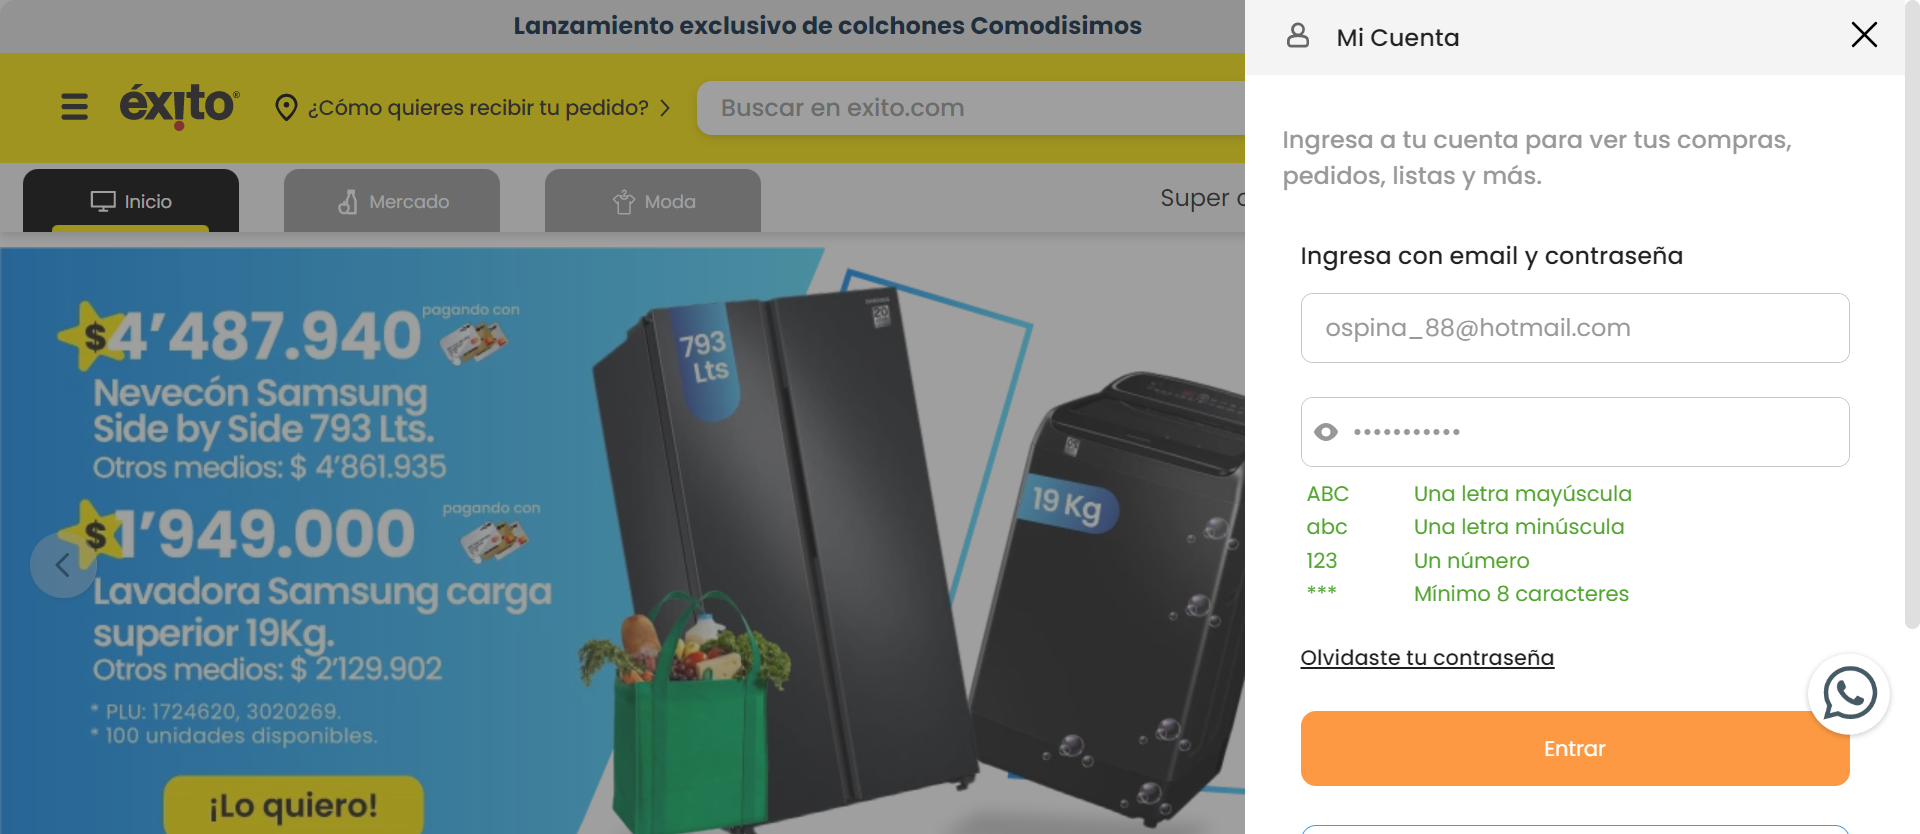 Lanzamiento exclusivo de colchones Comodisimos
éxito
¿Cómo quieres recibir tu pedido?
Buscar en exito.com
Inicio
Mercado
Moda
Super
$4'487.940
pagando con
Nevecón Samsung
Side by Side 793 Lts.
Otros medios: $ 4'861.935
$1'949.000
pagando con
Lavadora Samsung carga
superior 19Kg.
Otros medios: $ 2'129.902
* PLU: 1724620, 3020269.
* 100 unidades disponibles.
¡Lo quiero!
793
Lts
20
19 Kg
Mi Cuenta
Ingresa a tu cuenta para ver tus compras,
pedidos, listas y más.
Ingresa con email y contraseña
ospina_88@hotmail.com
•••••••••••
ABC Una letra mayúscula
abc Una letra minúscula
123 Un número
*** Mínimo 8 caracteres
Olvidaste tu contraseña
Entrar